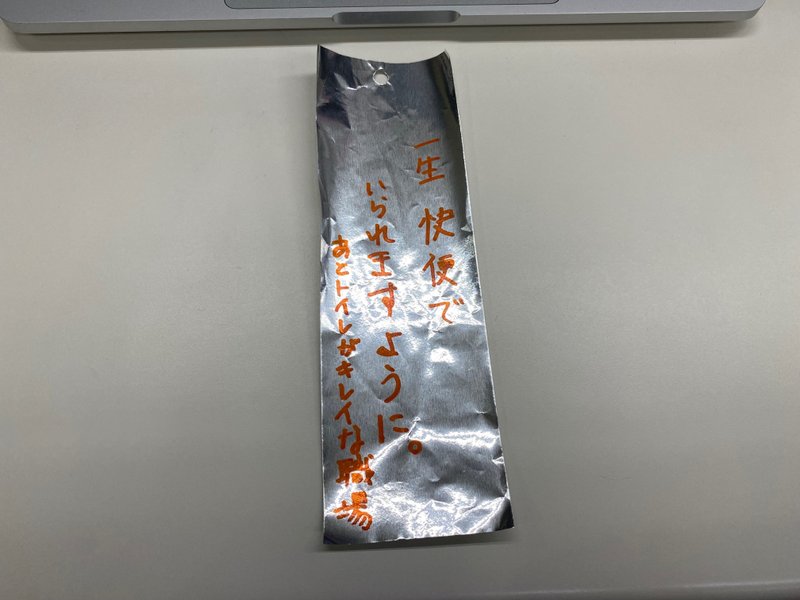 一生 快便で
いられますように。
あとトイレがキレイな職場